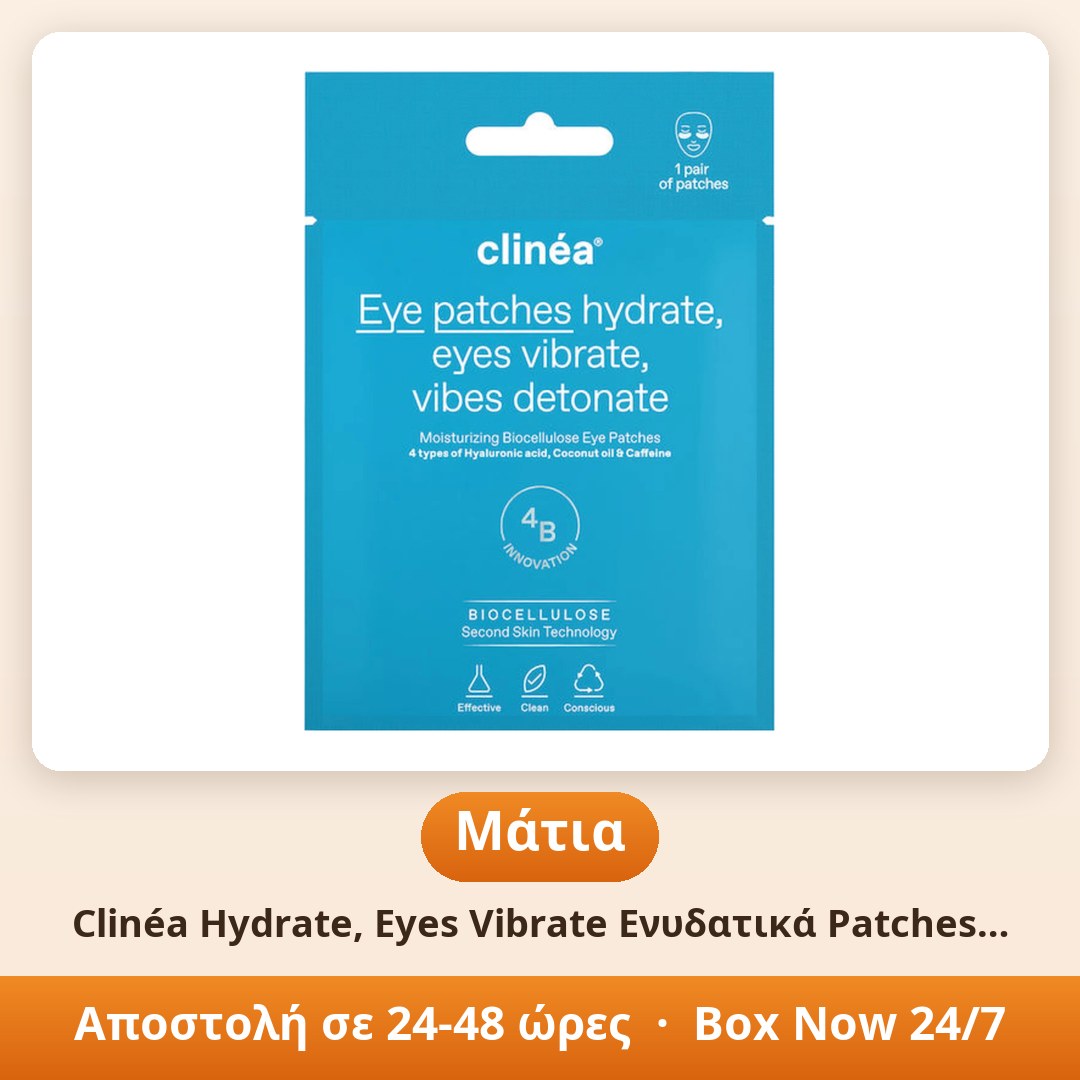 1 pair
of patches
clinéa®
Eye patches hydrate,
eyes vibrate,
vibes detonate
Moisturizing Biocellulose Eye Patches
4 types of Hyaluronic acid, Coconut oil & Caffeine
4B
INNOVATION
BIOCELLULOSE
Second Skin Technology
Effective Clean Conscious
Μάτια
Clinéa Hydrate, Eyes Vibrate Ενυδατικά Patches...
Αποστολή σε 24-48 ώρες · Box Now 24/7